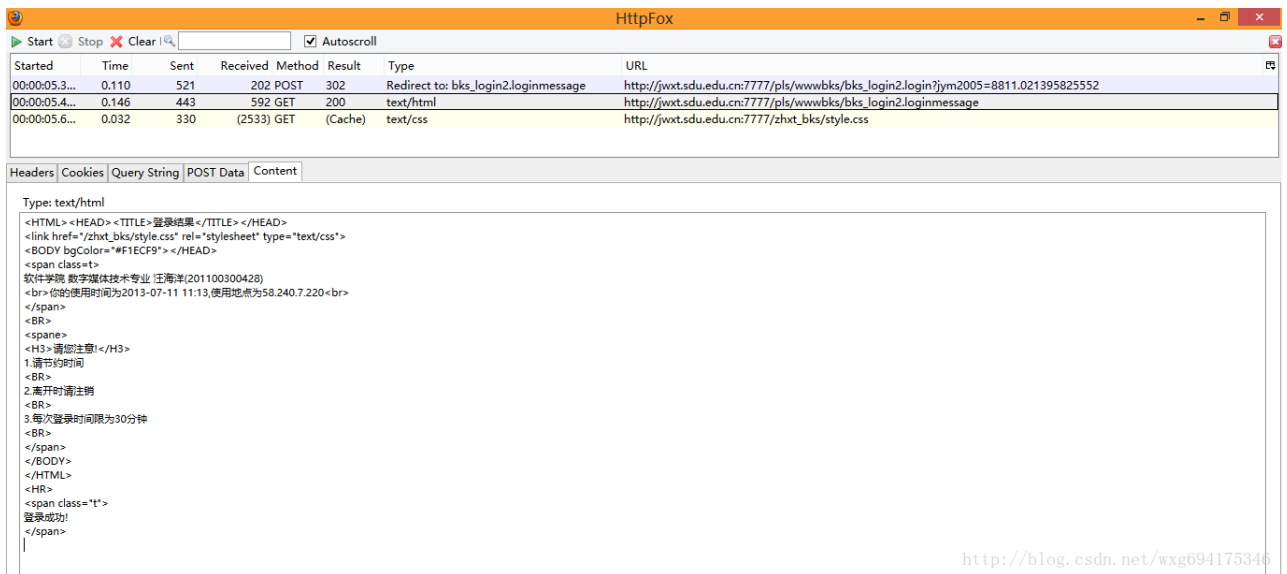 HttpFox
Start Stop Clear Autoscroll
Started Time Sent Received Method Result Type URL
00:00:05.3... 0.110 521 202 POST 302 Redirect to: bks_login2.loginmessage http://jwxt.sdu.edu.cn:7777/pls/wwwbks/bks_login2.login?jym2005=8811.021395825552
00:00:05.4... 0.146 443 592 GET 200 text/html http://jwxt.sdu.edu.cn:7777/pls/wwwbks/bks_login2.loginmessage
00:00:05.6... 0.032 330 (2533) GET (Cache) text/css http://jwxt.sdu.edu.cn:7777/zhxt_bks/style.css
Headers Cookies Query String POST Data Content
Type: text/html
<HTML><HEAD><TITLE>登录结果</TITLE></HEAD>
<link href="/zhxt_bks/style.css" rel="stylesheet" type="text/css">
<BODY bgColor="#F1ECF9"></HEAD>
<span class=t>
软件学院 数字媒体技术专业 汪海洋(201100300428)
<br>你的使用时间为2013-07-11 11:13,使用地点为58.240.7.220<br>
</span>
<BR>
<spane>
<H3>请您注意!</H3>
1.请节约时间
<BR>
2.离开时请注销
<BR>
3.每次登录时间限为30分钟
<BR>
</span>
</BODY>
</HTML>
<HR>
<span class="t">
登录成功!
</span>
http://blog.csdn.net/wxg694175346